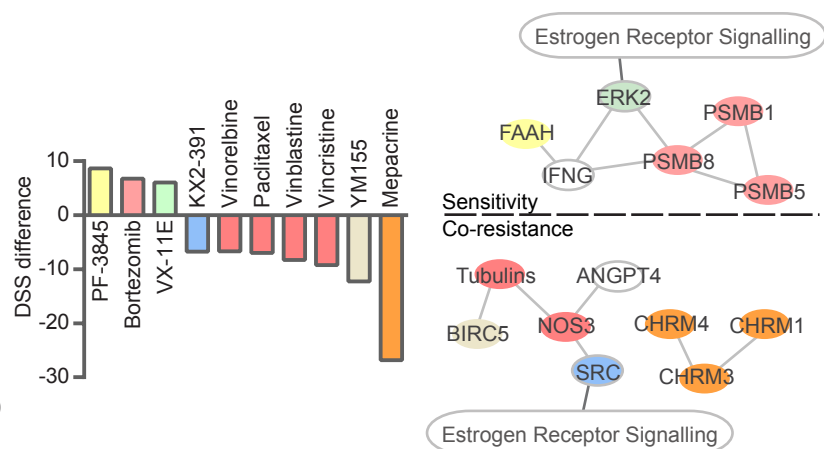 DSS difference
10
0
-10
-20
-30
PF-3845
Bortezomib
VX-11E
KX2-391
Vinorelbine
Paclitaxel
Vinblastine
Vincristine
YM155
Mepacrine
Estrogen Receptor Signalling
ERK2
FAAH
IFNG
PSMB1
PSMB8
PSMB5
Sensitivity
Co-resistance
Tubulins
ANGPT4
BIRC5
NOS3
CHRM4
CHRM1
SRC
CHRM3
Estrogen Receptor Signalling